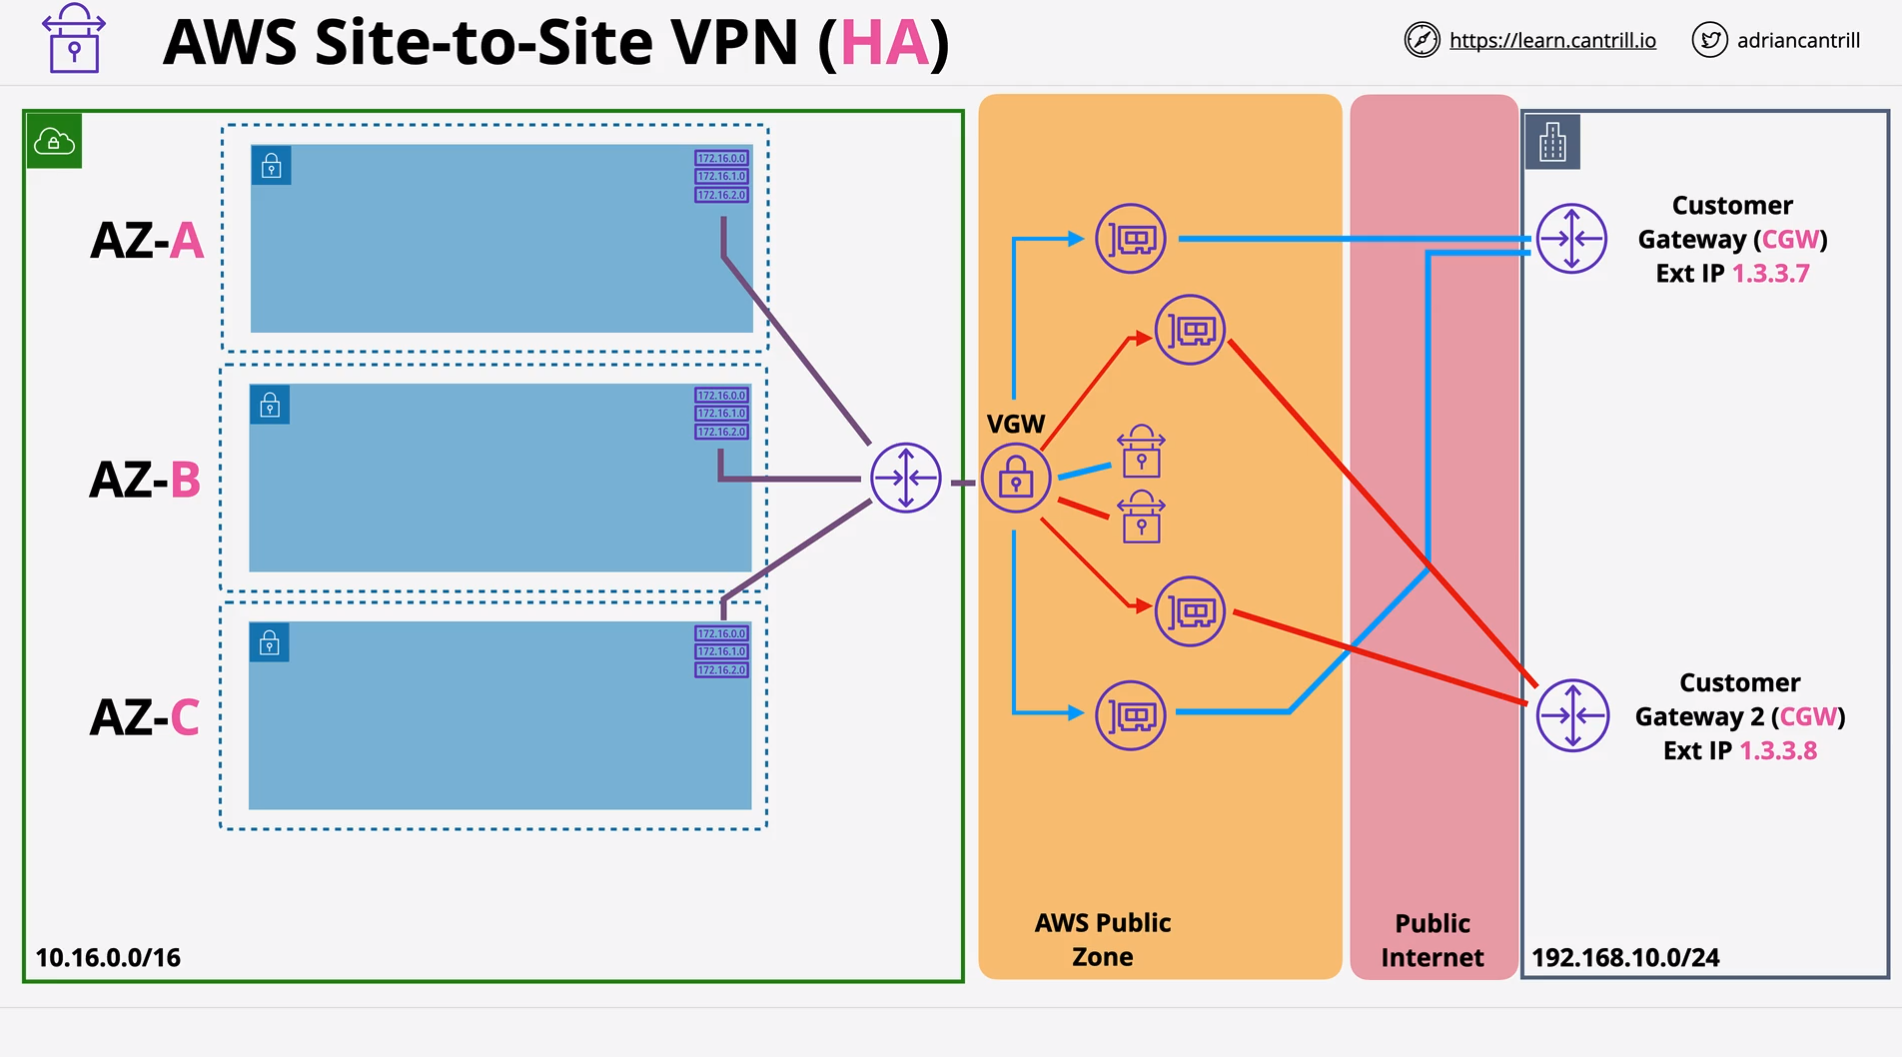 AWS Site-to-Site VPN (HA)
https://learn.cantrill.io
adriancantrill
AZ-A
172.16.0.0
172.16.1.0
172.16.2.0
AZ-B
172.16.0.0
172.16.1.0
172.16.2.0
AZ-C
172.16.0.0
172.16.1.0
172.16.2.0
10.16.0.0/16
VGW
AWS Public
Zone
Public
Internet
Customer
Gateway (CGW)
Ext IP 1.3.3.7
Customer
Gateway 2 (CGW)
Ext IP 1.3.3.8
192.168.10.0/24